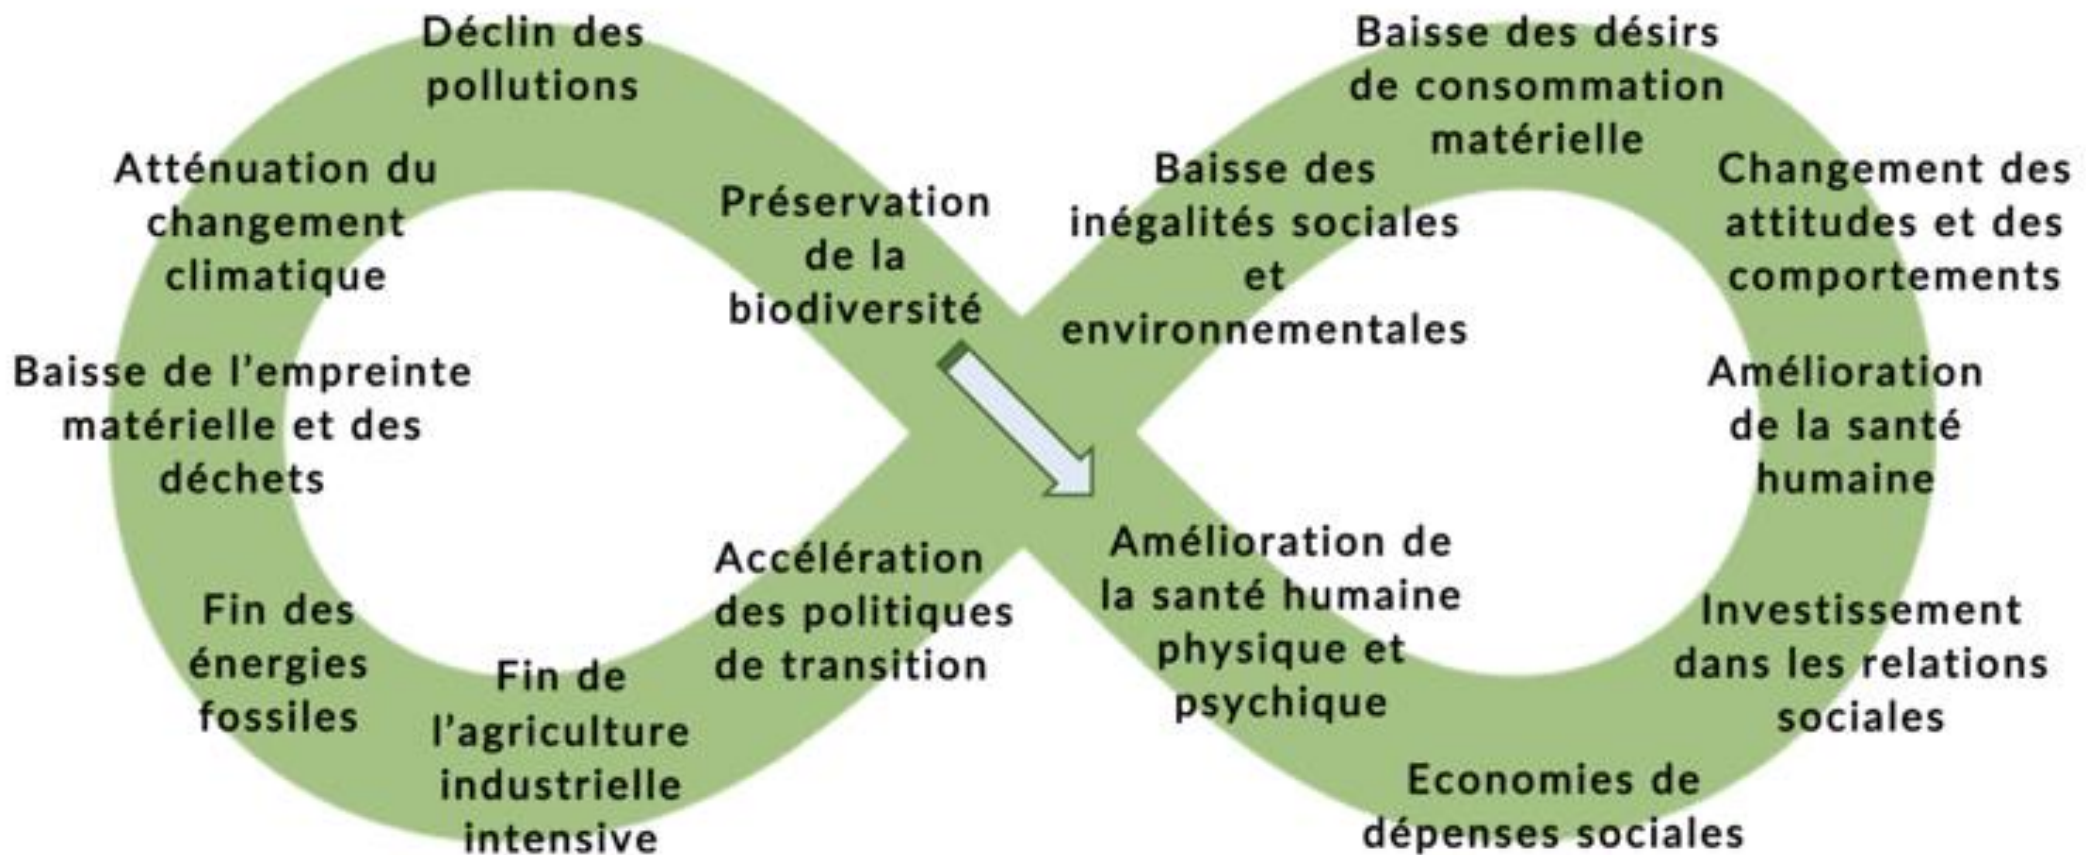 Déclin des
pollutions
Atténuation du
changement
climatique
Préservation
de la
biodiversité
Baisse de l'empreinte
matérielle et des
déchets
Fin des
énergies
fossiles
Fin de
l'agriculture
industrielle
intensive
Accélération
des politiques
de transition
Baisse des désirs
de consommation
matérielle
Baisse des
inégalités sociales
et
environnementales
Changement des
attitudes et des
comportements
Amélioration
de la santé
humaine
Amélioration de
la santé humaine
physique et
psychique
Investissement
dans les relations
sociales
Economies de
dépenses sociales